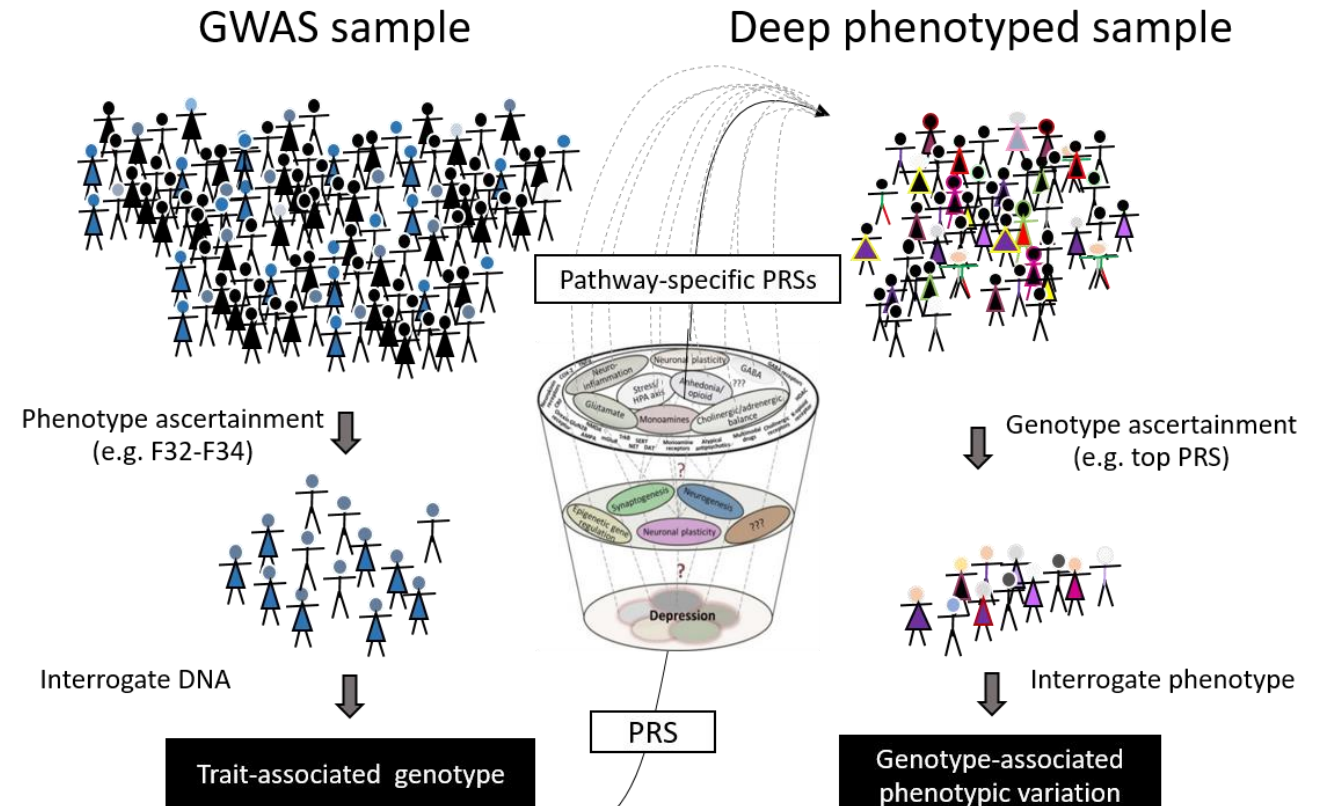 GWAS sample
Deep phenotyped sample
Pathway-specific PRSs
Neuro-
inflammation
Neuronal plasticity
GABA
Stress/
HPA axis
Anhedonia/
opioid
???
Glutamate
Monoamines
Cholinergic/adrenergic
balance
Phenotype ascertainment
(e.g. F32-F34)
Genotype ascertainment
(e.g. top PRS)
?
Synaptogenesis
Neurogenesis
Epigenetic gene
regulation
Neuronal plasticity
???
?
Depression
Interrogate DNA
Interrogate phenotype
PRS
Trait-associated genotype
Genotype-associated
phenotypic variation